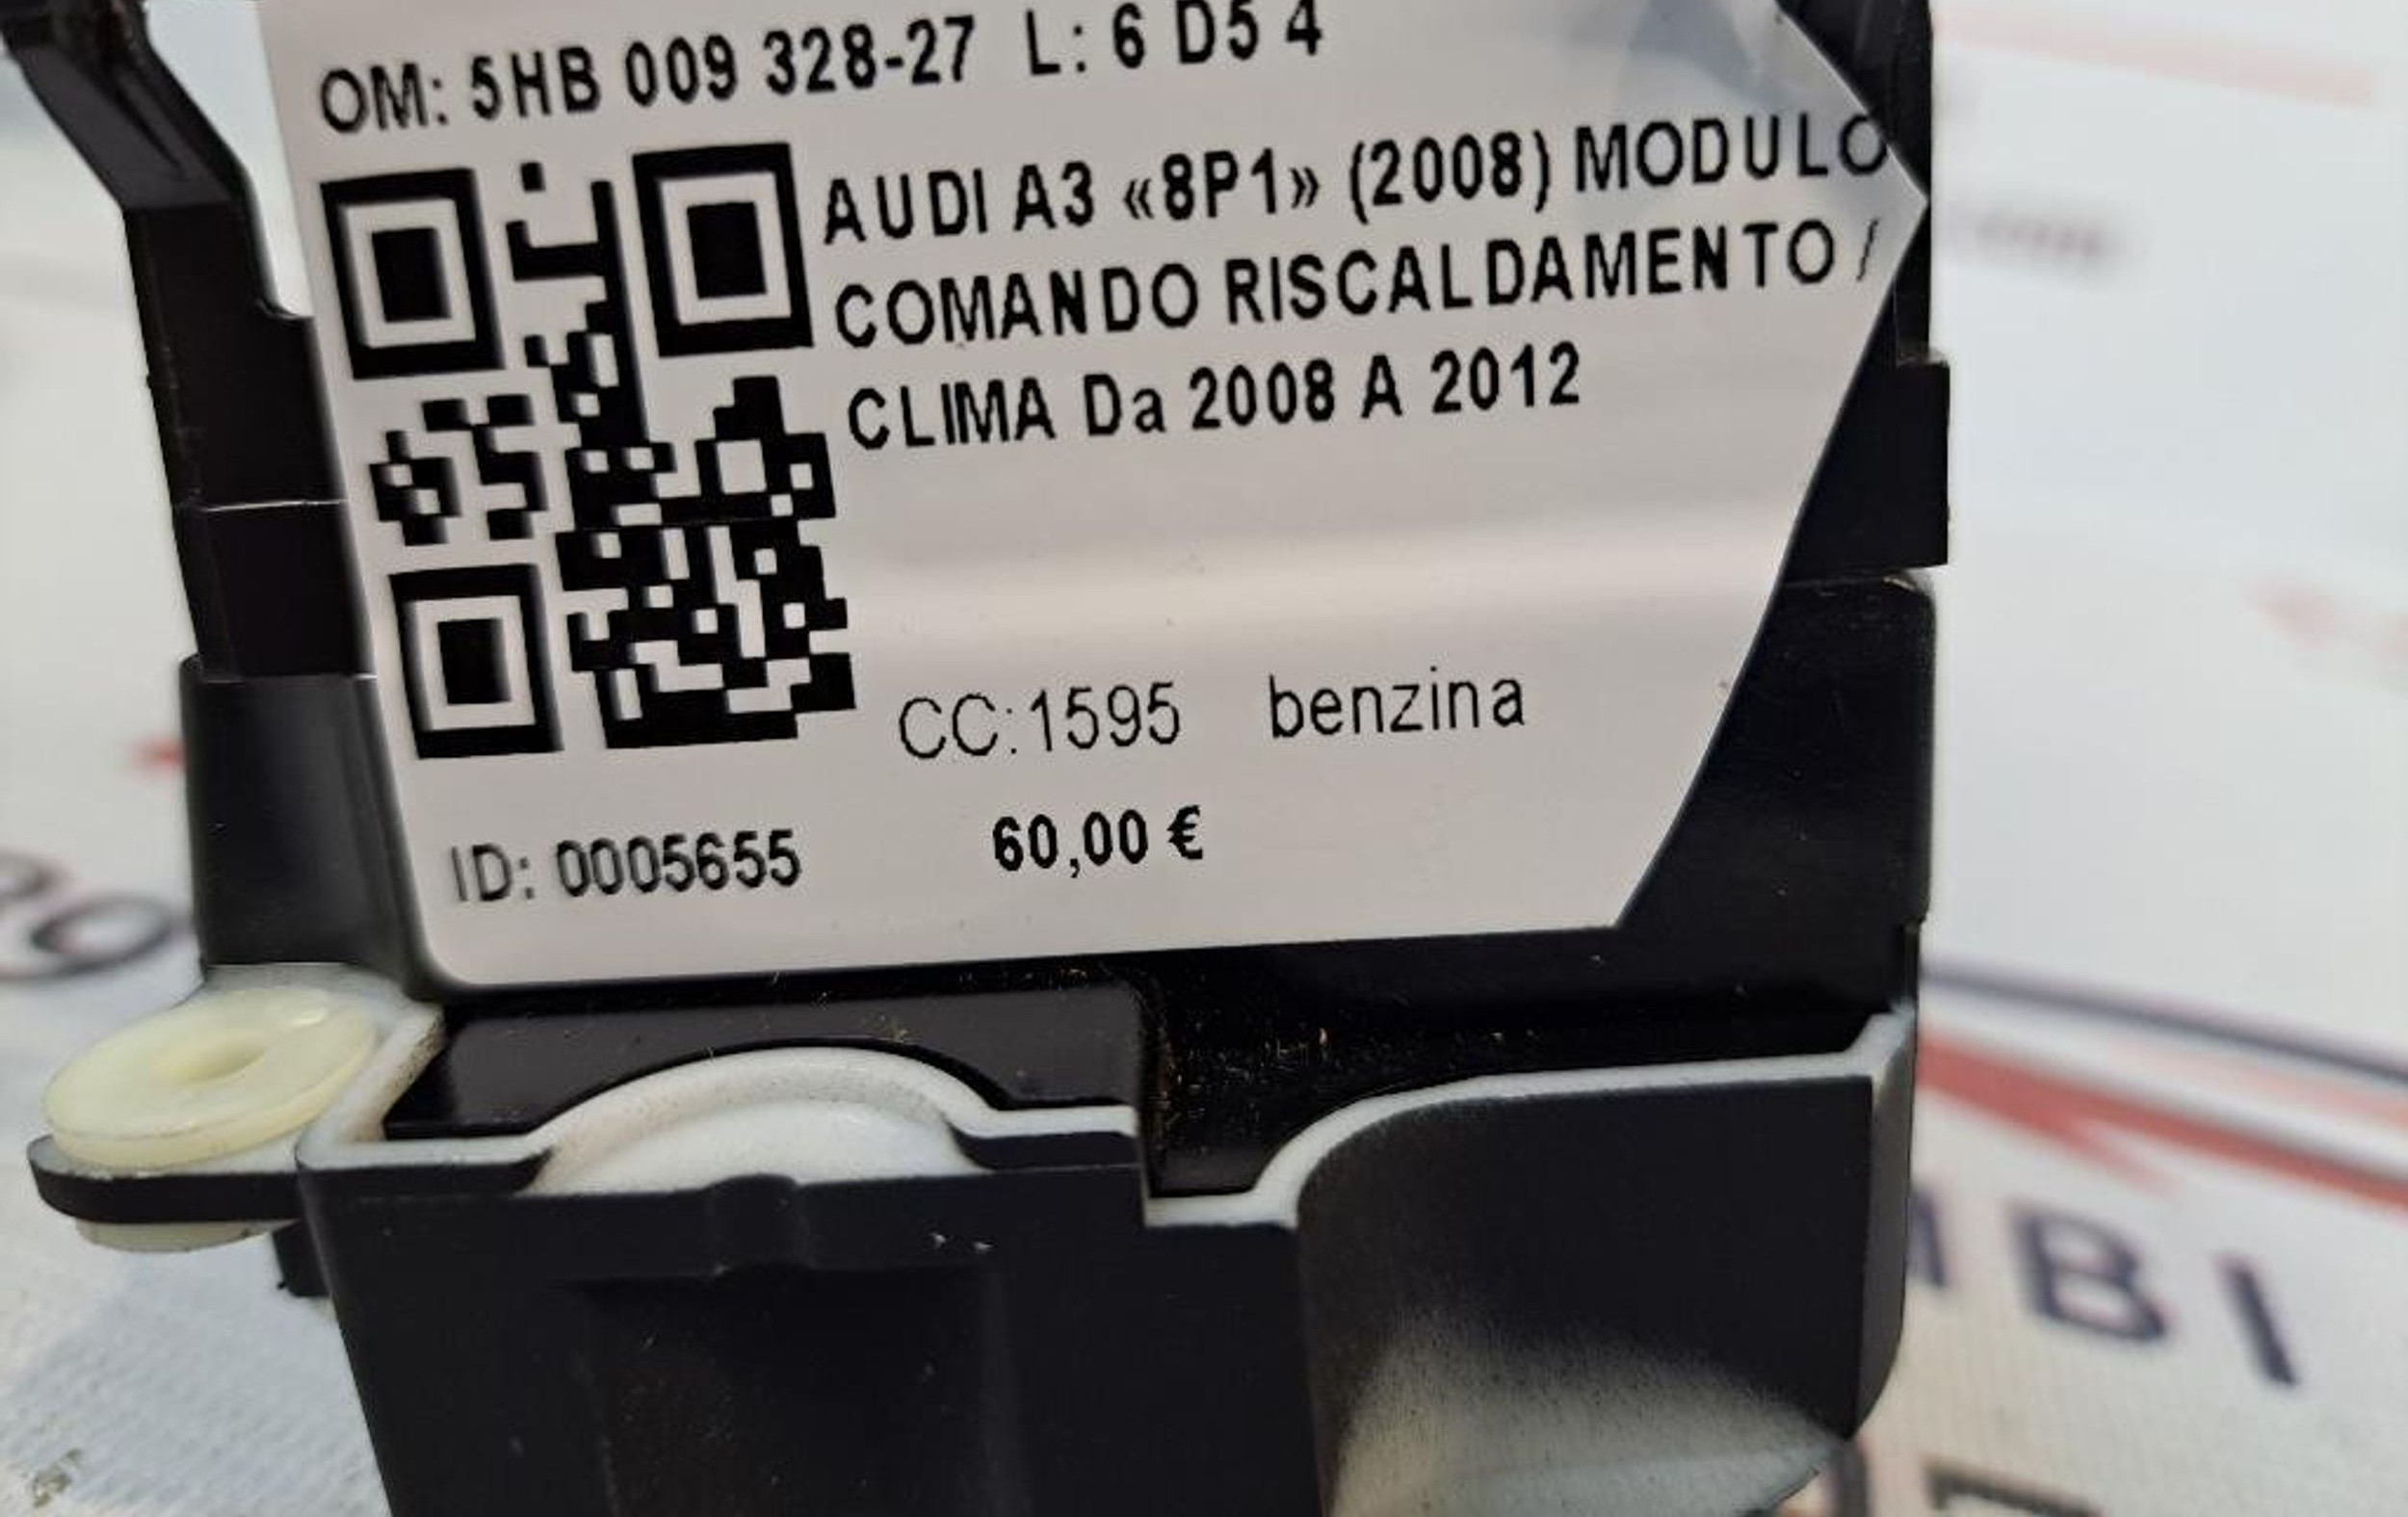 OM: 5HB 009 328-27 L: 6 D5 4
AUDI A3 «8P1» (2008) MODULO
COMANDO RISCALDAMENTO /
CLIMA Da 2008 A 2012
CC:1595 benzina
ID: 0005655 60,00 €
BI